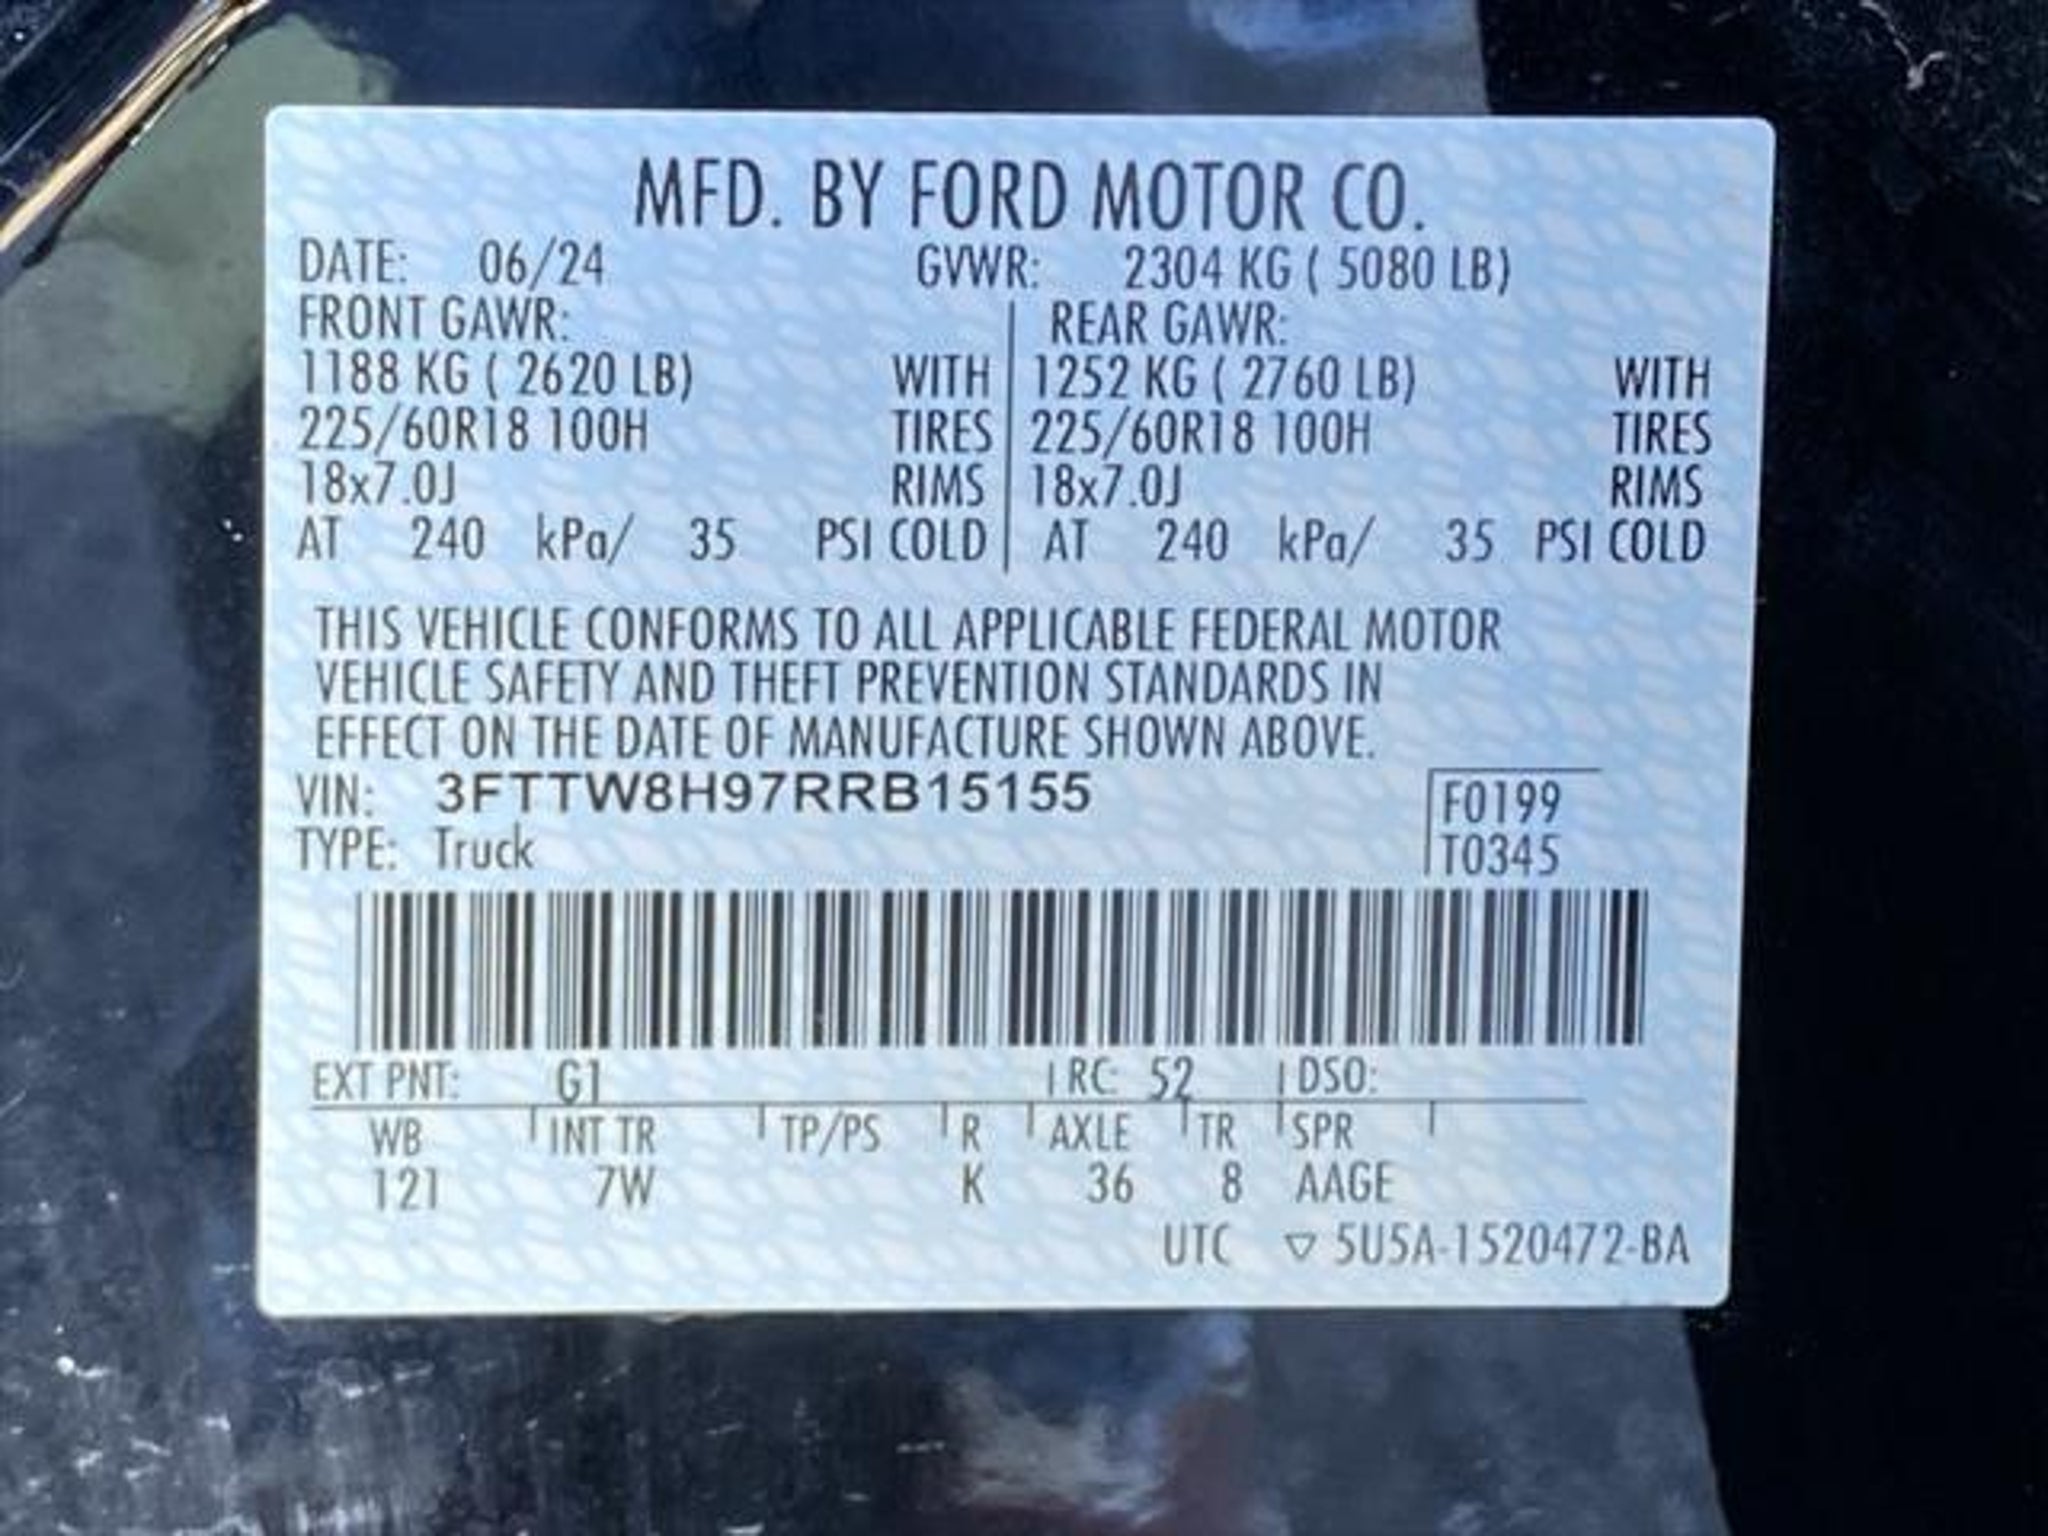 MFD. BY FORD MOTOR CO.
DATE: 06/24 GVWR: 2304 KG ( 5080 LB)
FRONT GAWR: REAR GAWR:
1188 KG ( 2620 LB) WITH 1252 KG ( 2760 LB) WITH
225/60R18 100H TIRES 225/60R18 100H TIRES
18x7.0J RIMS 18x7.0J RIMS
AT 240 kPa/ 35 PSI COLD AT 240 kPa/ 35 PSI COLD
THIS VEHICLE CONFORMS TO ALL APPLICABLE FEDERAL MOTOR
VEHICLE SAFETY AND THEFT PREVENTION STANDARDS IN
EFFECT ON THE DATE OF MANUFACTURE SHOWN ABOVE.
VIN: 3FTTW8H97RRB15155 F0199
TYPE: Truck T0345
EXT PNT: G1 RC: 52 DSO:
WB INT TR TP/PS R AXLE TR SPR
121 7W K 36 8 AAGE
UTC ▽ 5U5A-1520472-BA